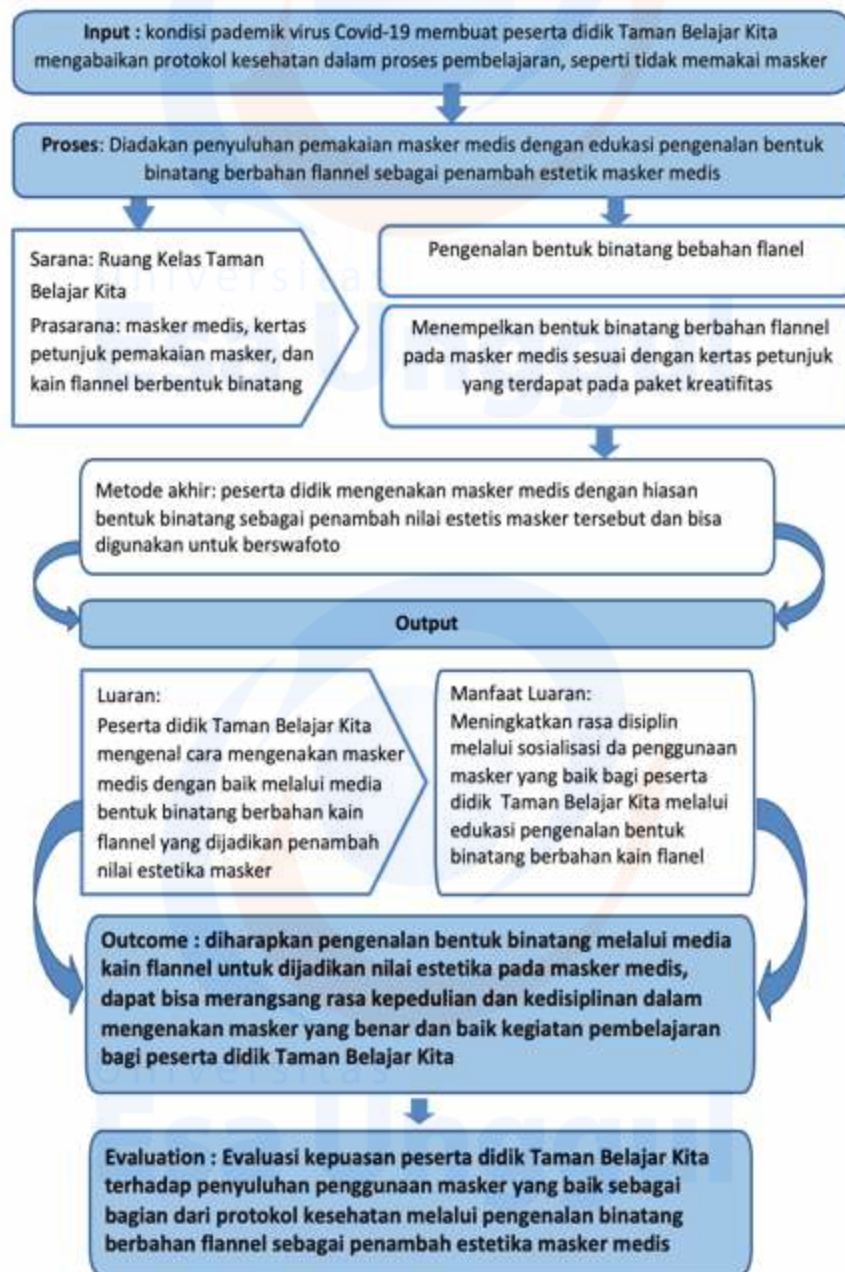 Input : kondisi pademik virus Covid-19 membuat peserta didik Taman Belajar Kita
mengabaikan protokol kesehatan dalam proses pembelajaran, seperti tidak memakai masker
Proses: Diadakan penyuluhan pemakaian masker medis dengan edukasi pengenalan bentuk
binatang berbahan flannel sebagai penambah estetik masker medis
Sarana: Ruang Kelas Taman
Belajar Kita
Prasarana: masker medis, kertas
petunjuk pemakaian masker, dan
kain flannel berbentuk binatang
Pengenalan bentuk binatang bebahan flanel
Menempelkan bentuk binatang berbahan flannel
pada masker medis sesuai dengan kertas petunjuk
yang terdapat pada paket kreatifitas
Universitas
Esa Unggul
Metode akhir: peserta didik mengenakan masker medis dengan hiasan
bentuk binatang sebagai penambah nilai estetis masker tersebut dan bisa
digunakan untuk berswafoto
Output
Luaran:
Peserta didik Taman Belajar Kita
mengenal cara mengenakan masker
medis dengan baik melalui media
bentuk binatang berbahan kain
flannel yang dijadikan penambah
nilai estetika masker
Manfaat Luaran:
Meningkatkan rasa disiplin
melalui sosialisasi da penggunaan
masker yang baik bagi peserta
didik Taman Belajar Kita melalui
edukasi pengenalan bentuk
binatang berbahan kain flanel
Outcome : diharapkan pengenalan bentuk binatang melalui media
kain flannel untuk dijadikan nilai estetika pada masker medis,
dapat bisa merangsang rasa kepedulian dan kedisiplinan dalam
mengenakan masker yang benar dan baik kegiatan pembelajaran
bagi peserta didik Taman Belajar Kita
Universitas
Esa Unggul
Evaluation : Evaluasi kepuasan peserta didik Taman Belajar Kita
terhadap penyuluhan penggunaan masker yang baik sebagai
bagian dari protokol kesehatan melalui pengenalan binatang
berbahan flannel sebagai penambah estetika masker medis